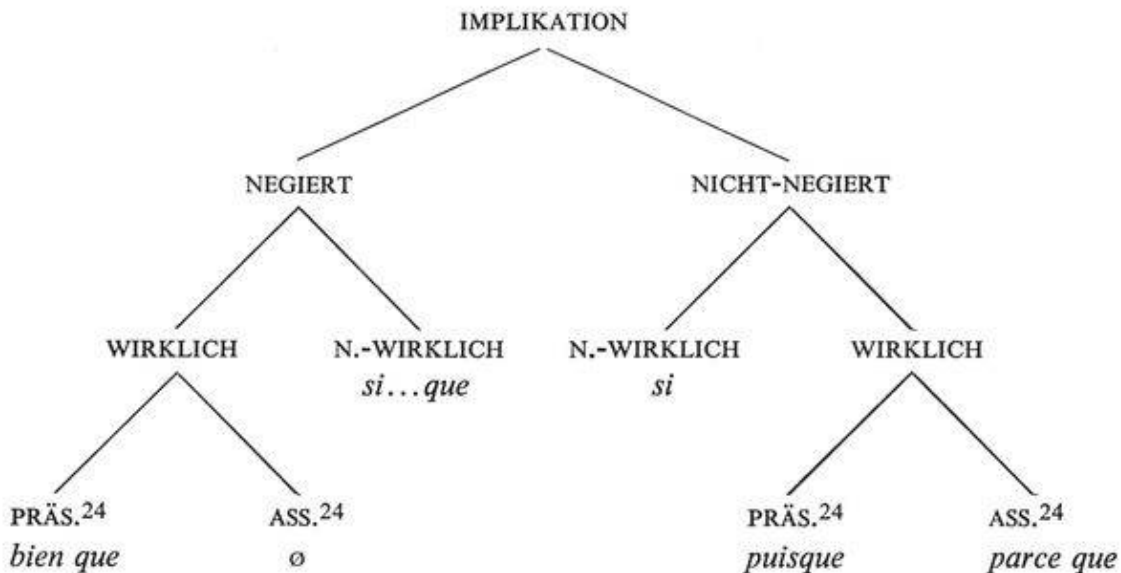 IMPLIKATION
NEGIERT NICHT-NEGIERT
WIRKLICH N.-WIRKLICH N.-WIRKLICH WIRKLICH
si...que si
PRÄS.24 ASS.24 PRÄS.24 ASS.24
bien que ø puisque parce que